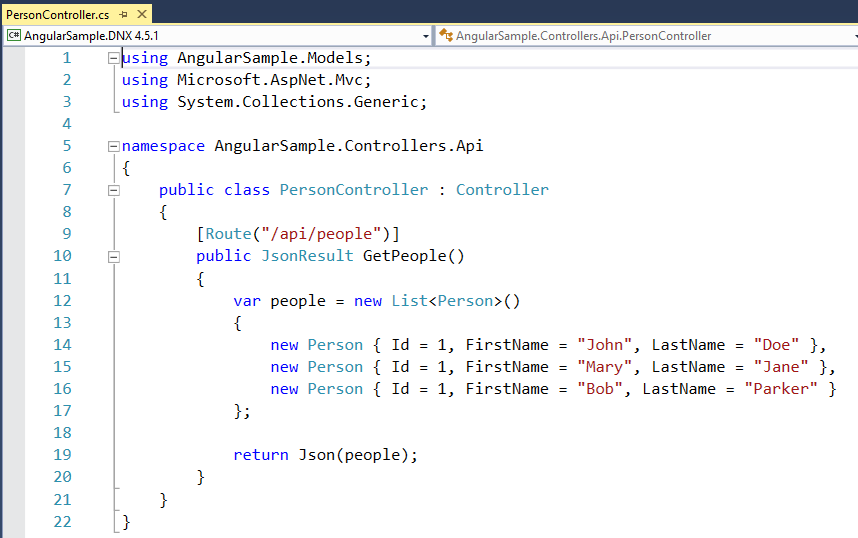 PersonController.cs
C# AngularSample.DNX 4.5.1 AngularSample.Controllers.Api.PersonController
1 using AngularSample.Models;
2 using Microsoft.AspNet.Mvc;
3 using System.Collections.Generic;
4
5 namespace AngularSample.Controllers.Api
6 {
7     public class PersonController : Controller
8     {
9         [Route("/api/people")]
10         public JsonResult GetPeople()
11         {
12             var people = new List<Person>()
13             {
14                 new Person { Id = 1, FirstName = "John", LastName = "Doe" },
15                 new Person { Id = 1, FirstName = "Mary", LastName = "Jane" },
16                 new Person { Id = 1, FirstName = "Bob", LastName = "Parker" }
17             };
18
19             return Json(people);
20         }
21     }
22 }